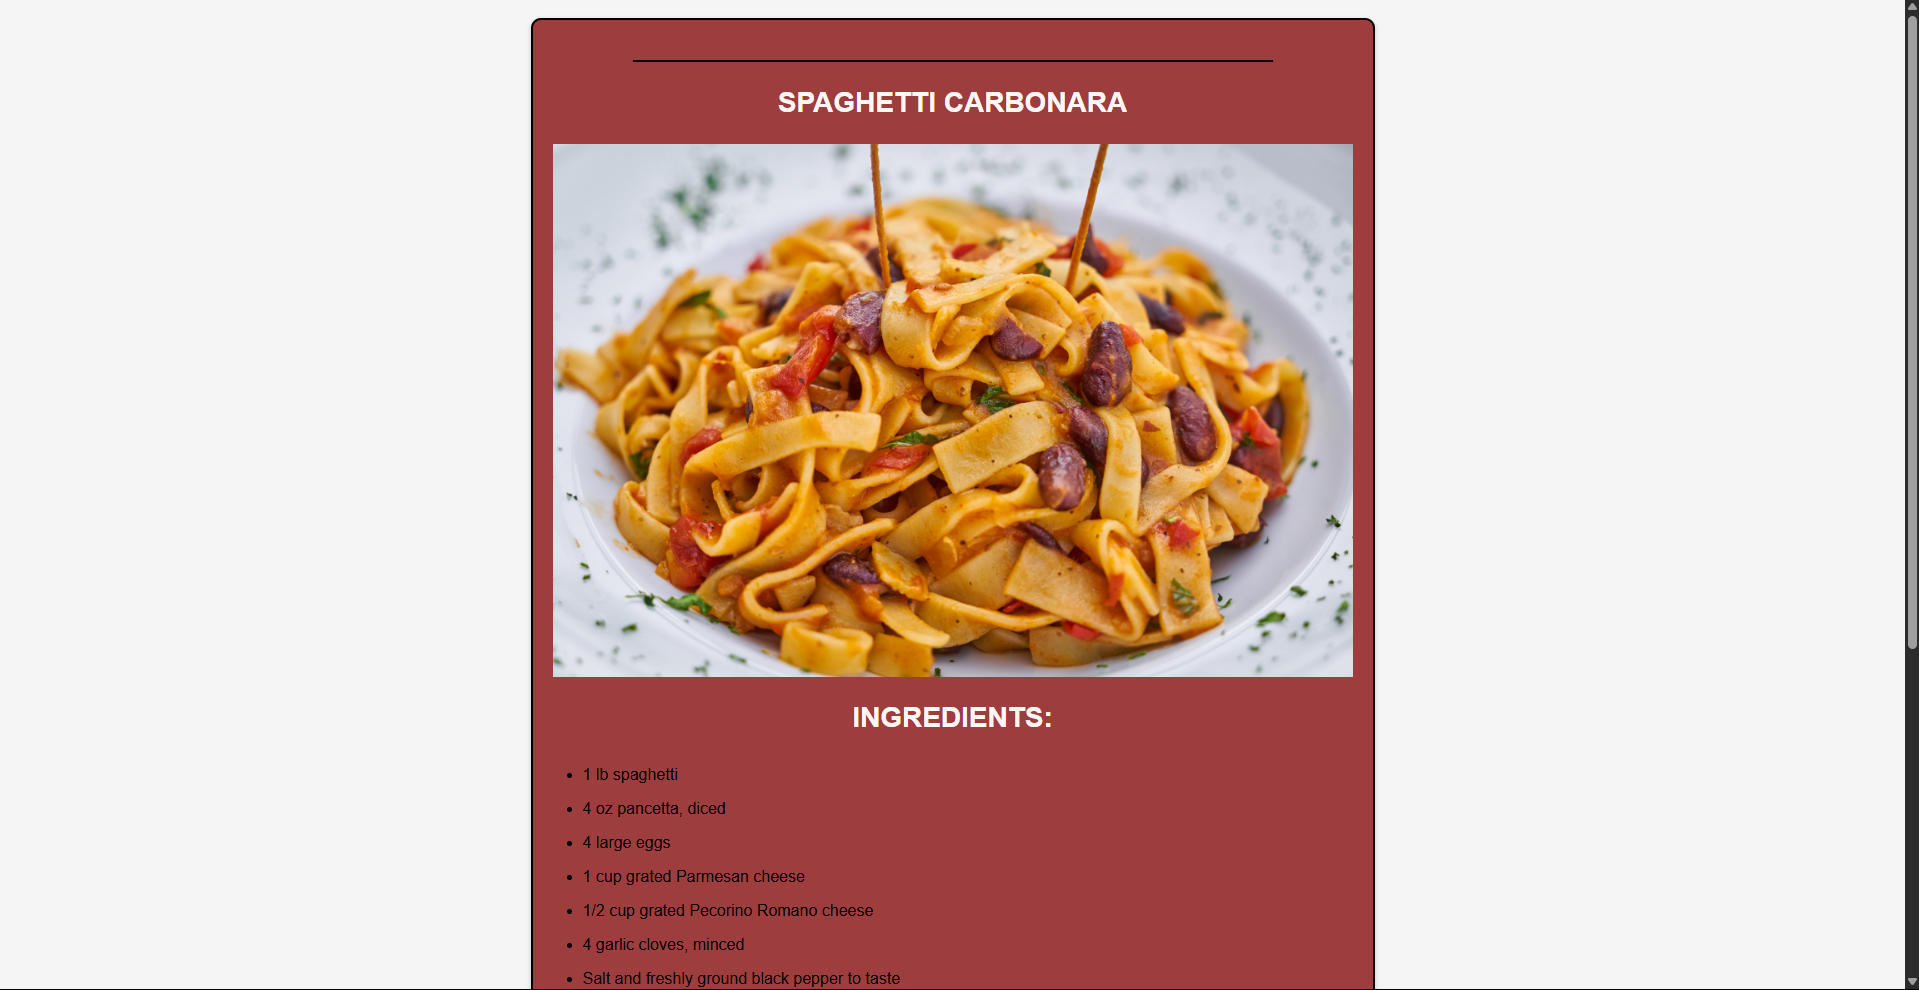 SPAGHETTI CARBONARA
INGREDIENTS:
1 lb spaghetti
4 oz pancetta, diced
4 large eggs
1 cup grated Parmesan cheese
1/2 cup grated Pecorino Romano cheese
4 garlic cloves, minced
Salt and freshly ground black pepper to taste